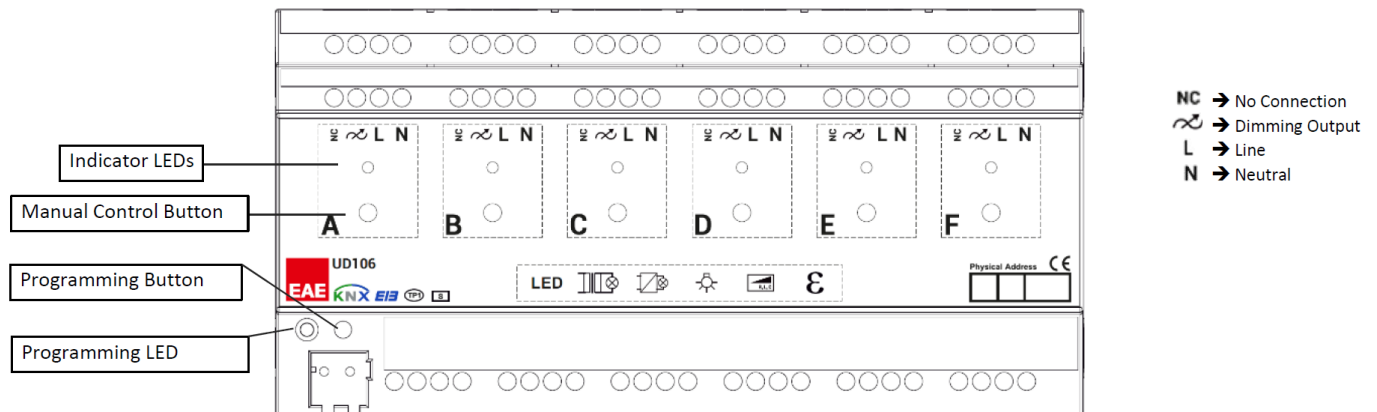 NC L N NC L N NC L N NC L N NC L N NC L N
Indicator LEDs
Manual Control Button
A B C D E F
Programming Button
Programming LED
UD106
EAE KNX EIB TP1 S
LED
R,L,C
ε
Physical Address CE
NC → No Connection
→ Dimming Output
L → Line
N → Neutral